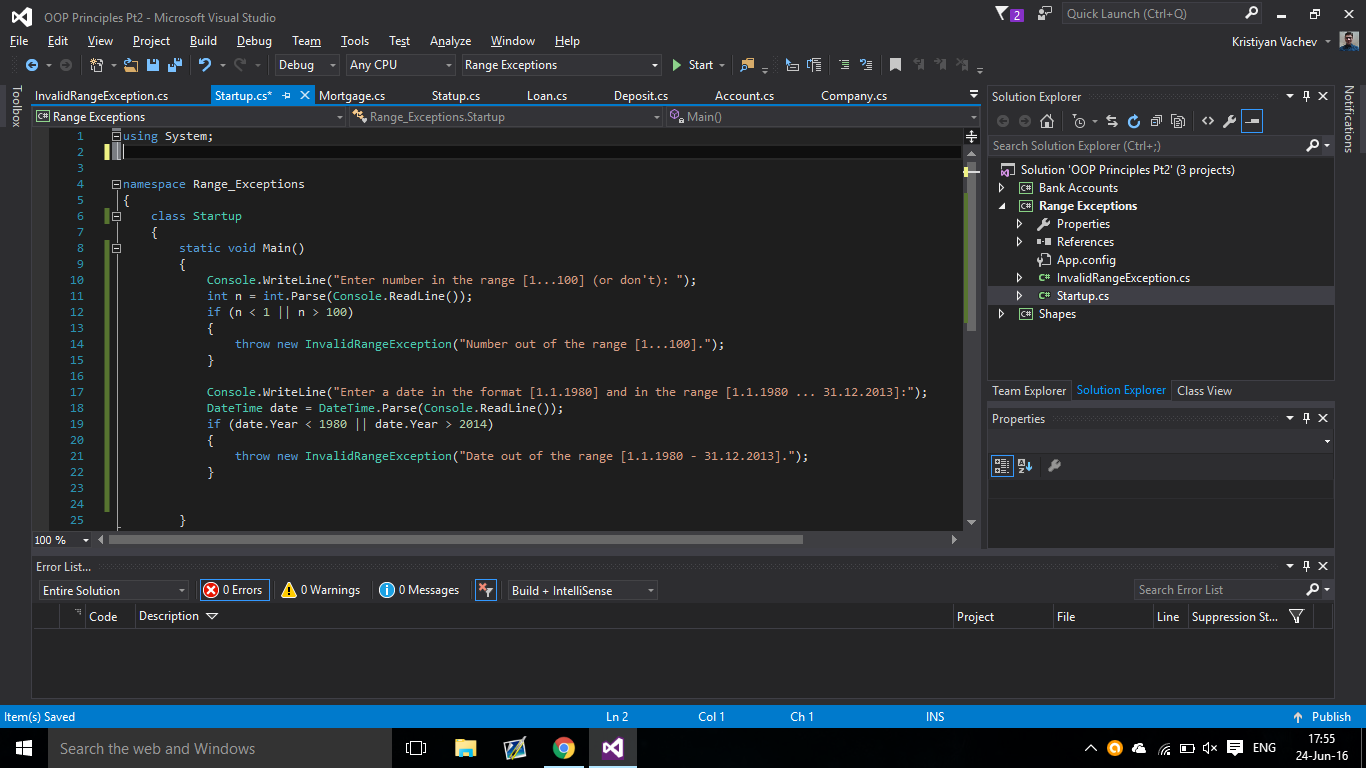 OOP Principles Pt2 - Microsoft Visual Studio
2
Quick Launch (Ctrl+Q)
File Edit View Project Build Debug Team Tools Test Analyze Window Help
Kristiyan Vachev
Debug Any CPU Range Exceptions Start
Toolbox
InvalidRangeException.cs Startup.cs* Mortgage.cs Statup.cs Loan.cs Deposit.cs Account.cs Company.cs
Range Exceptions Range_Exceptions.Startup Main()
1 using System;
2
3
4 namespace Range_Exceptions
5 {
6 class Startup
7 {
8 static void Main()
9 {
10 Console.WriteLine("Enter number in the range [1...100] (or don't): ");
11 int n = int.Parse(Console.ReadLine());
12 if (n < 1 || n > 100)
13 {
14 throw new InvalidRangeException("Number out of the range [1...100].");
15 }
16
17 Console.WriteLine("Enter a date in the format [1.1.1980] and in the range [1.1.1980 ... 31.12.2013]:");
18 DateTime date = DateTime.Parse(Console.ReadLine());
19 if (date.Year < 1980 || date.Year > 2014)
20 {
21 throw new InvalidRangeException("Date out of the range [1.1.1980 - 31.12.2013].");
22 }
23
24
25 }
100 %
Solution Explorer
Search Solution Explorer (Ctrl+;)
Solution 'OOP Principles Pt2' (3 projects)
C# Bank Accounts
C# Range Exceptions
Properties
References
App.config
C# InvalidRangeException.cs
C# Startup.cs
C# Shapes
Team Explorer Solution Explorer Class View
Properties
Notifications
Error List...
Entire Solution 0 Errors 0 Warnings 0 Messages Build + IntelliSense Search Error List
Code Description Project File Line Suppression St...
Item(s) Saved Ln 2 Col 1 Ch 1 INS Publish
Search the web and Windows
ENG
17:55
24-Jun-16